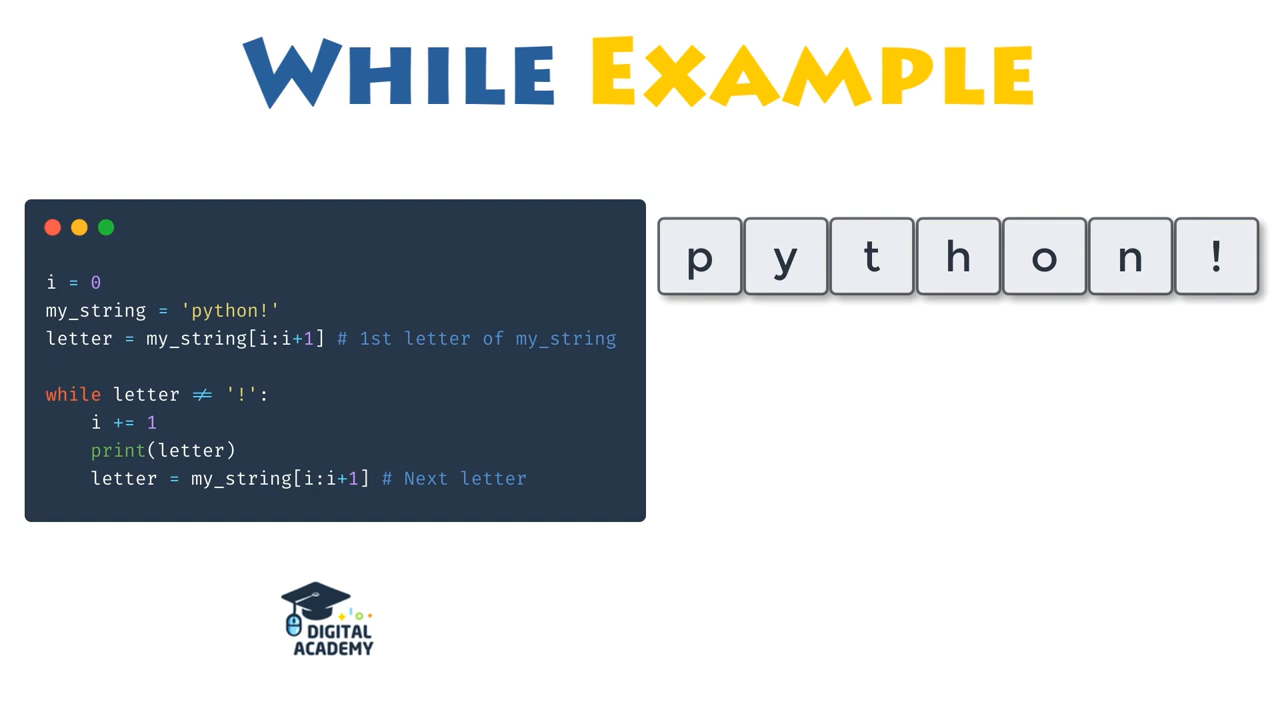 WHILE EXAMPLE
i = 0
my_string = 'python!'
letter = my_string[i:i+1] # 1st letter of my_string
while letter ≠ '!':
    i += 1
    print(letter)
    letter = my_string[i:i+1] # Next letter
p y t h o n !
DIGITAL
ACADEMY